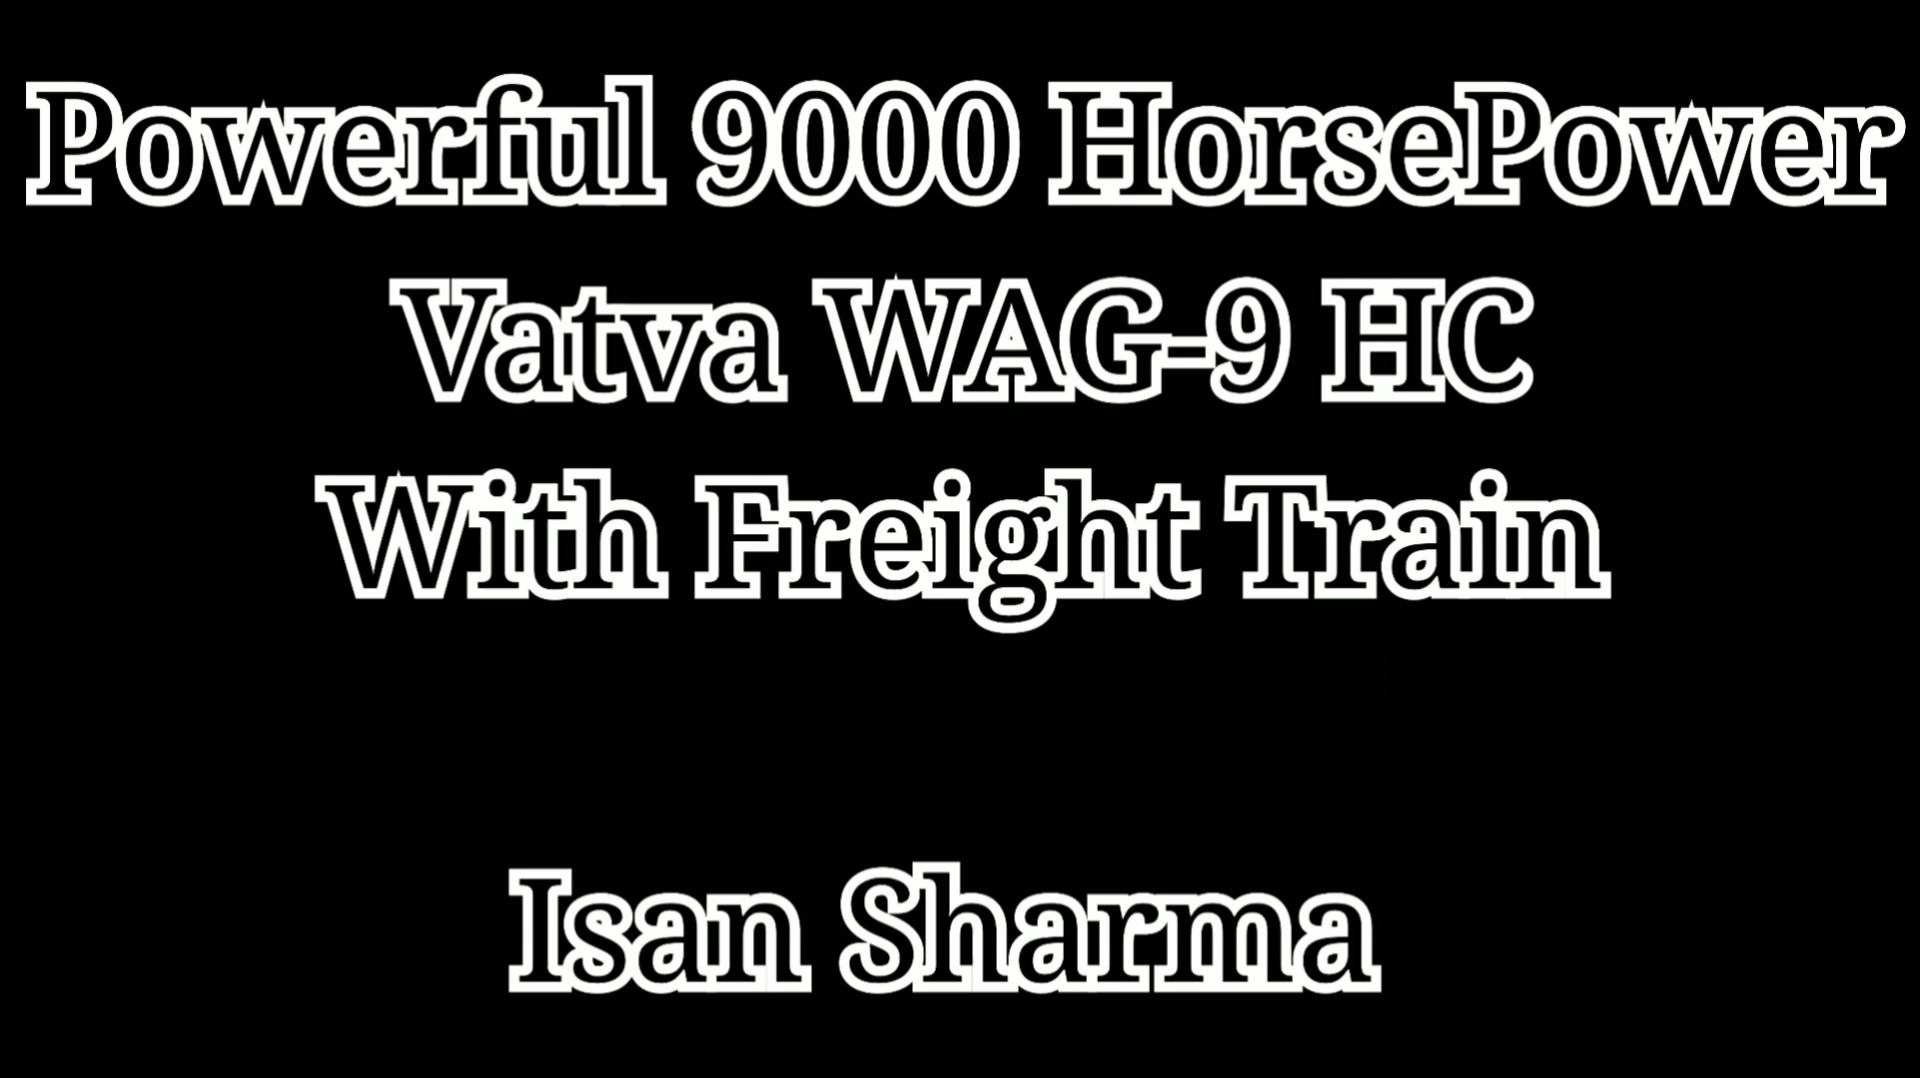 Powerful 9000 HorsePower
Vatva WAG-9 HC
With Freight Train
Isan Sharma